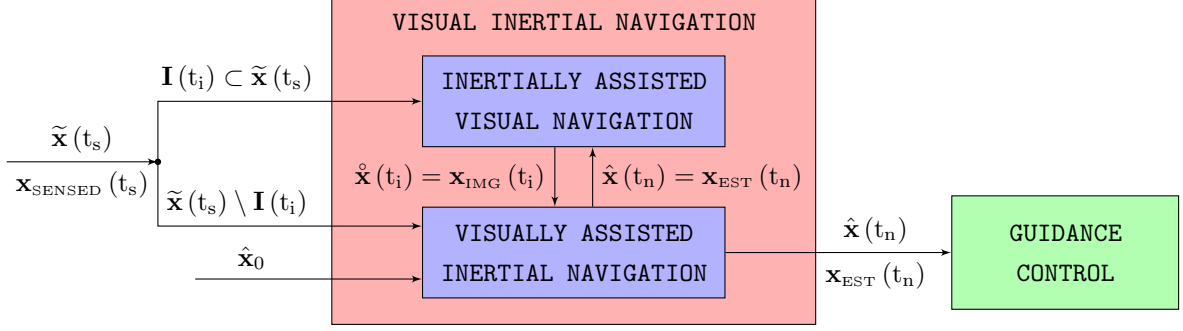 VISUAL INERTIAL NAVIGATION
I (tᵢ) ⊂ x̃ (tₛ)
INERTIALLY ASSISTED
VISUAL NAVIGATION
x̃ (tₛ)
x_SENSED (tₛ)
x̊̂ (tᵢ) = x_IMG (tᵢ)
x̂ (tₙ) = x_EST (tₙ)
x̃ (tₛ) \ I (tᵢ)
x̂₀
VISUALLY ASSISTED
INERTIAL NAVIGATION
x̂ (tₙ)
x_EST (tₙ)
GUIDANCE
CONTROL